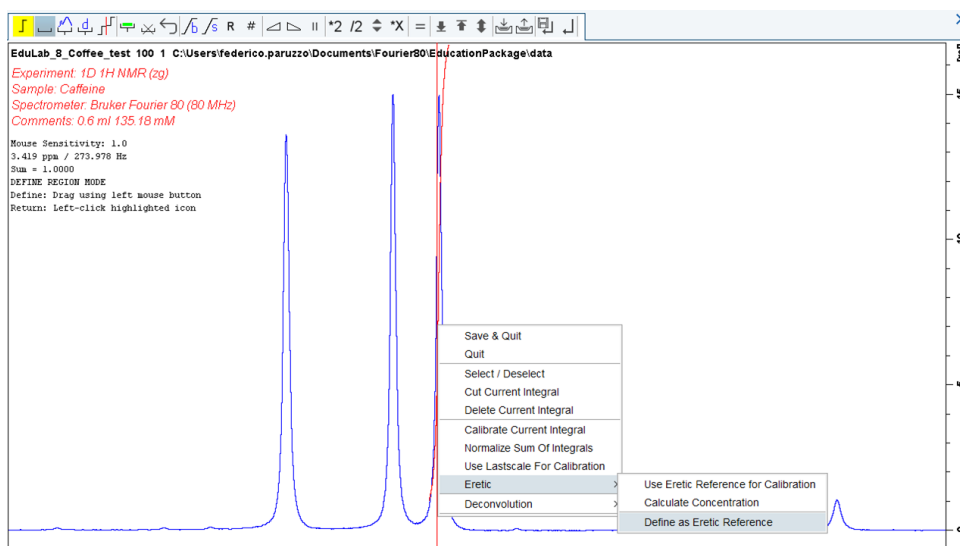 R # *2 /2 *X =
EduLab_8_Coffee_test 100 1 C:\Users\federico.paruzzo\Documents\Fourier80\EducationPackage\data
Experiment: 1D 1H NMR (zg)
Sample: Caffeine
Spectrometer: Bruker Fourier 80 (80 MHz)
Comments: 0.6 ml 135.18 mM
Mouse Sensitivity: 1.0
3.419 ppm / 273.978 Hz
Sum = 1.0000
DEFINE REGION MODE
Define: Drag using left mouse button
Return: Left-click highlighted icon
Save & Quit
Quit
Select / Deselect
Cut Current Integral
Delete Current Integral
Calibrate Current Integral
Normalize Sum Of Integrals
Use Lastscale For Calibration
Eretic
Deconvolution
Use Eretic Reference for Calibration
Calculate Concentration
Define as Eretic Reference